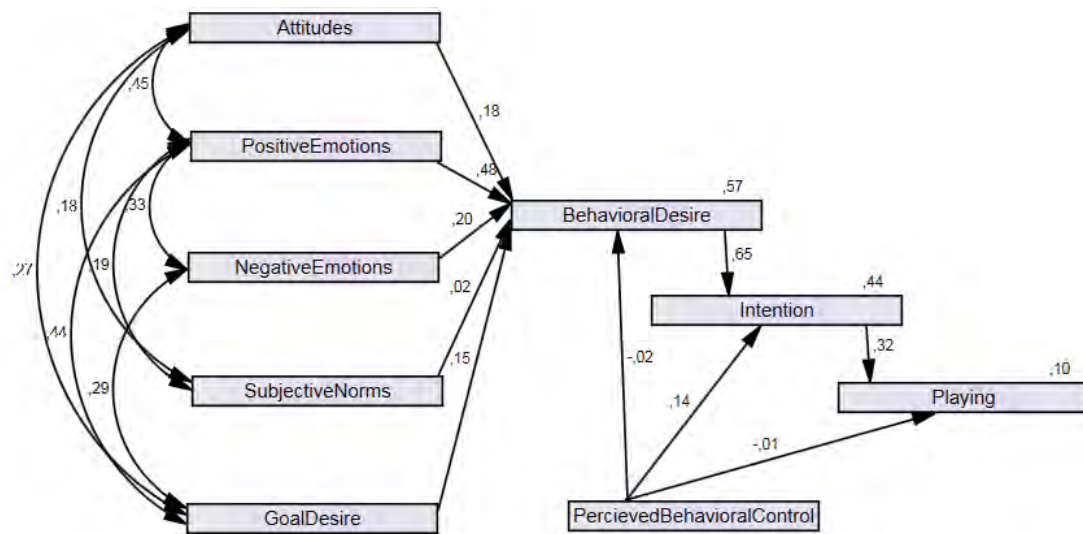 Attitudes
,45
,18
PositiveEmotions
,48
,57
,18
,33
,20
BehavioralDesire
,27
,19
NegativeEmotions
,02
,65
,44
Intention
,44
,15
-,02
,32
,29
SubjectiveNorms
,14
,10
Playing
-,01
GoalDesire
PercievedBehavioralControl